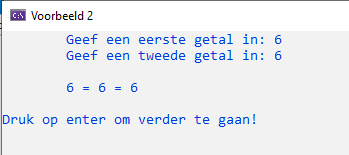 Voorbeeld 2
Geef een eerste getal in: 6
Geef een tweede getal in: 6
6 = 6 = 6
Druk op enter om verder te gaan!